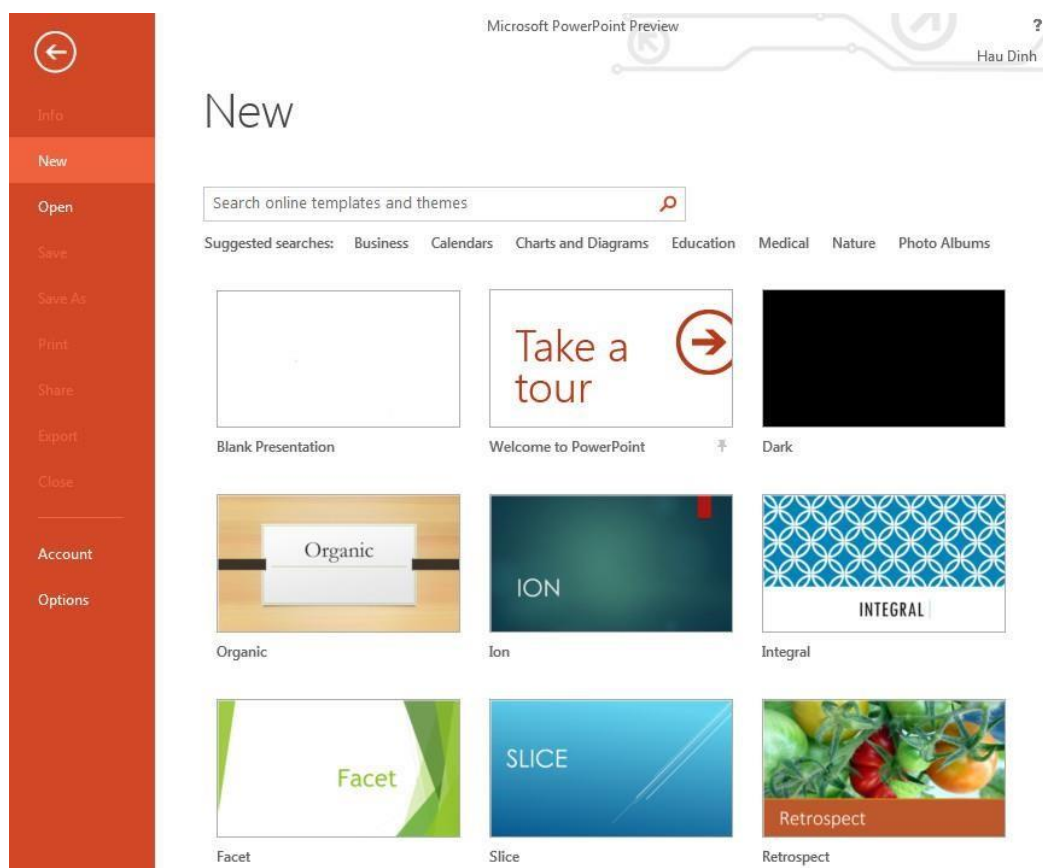 Microsoft PowerPoint Preview
?
Hau Dinh
Info
New
Open
Save
Save As
Print
Share
Export
Close
Account
Options
New
Search online templates and themes
Suggested searches: Business Calendars Charts and Diagrams Education Medical Nature Photo Albums
Take a
tour
Blank Presentation Welcome to PowerPoint Dark
Organic ION INTEGRAL
Organic Ion Integral
Facet SLICE Retrospect
Facet Slice Retrospect